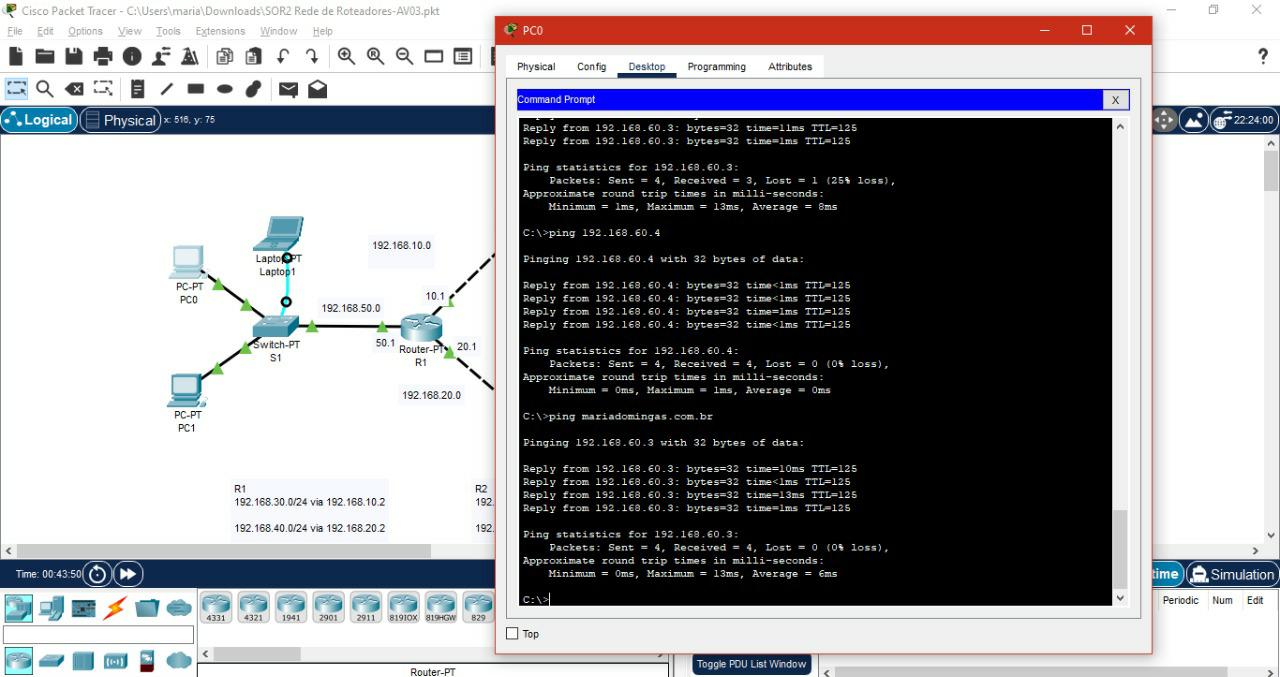 Cisco Packet Tracer - C:\Users\maria\Downloads\SOR2 Rede de Roteadores-AV03.pkt
File Edit Options View Tools Extensions Window Help
Logical Physical x: 516, y: 75
22:24:00
PC0
Physical Config Desktop Programming Attributes
Command Prompt X
Reply from 192.168.60.3: bytes=32 time=11ms TTL=125
Reply from 192.168.60.3: bytes=32 time=1ms TTL=125
Ping statistics for 192.168.60.3:
Packets: Sent = 4, Received = 3, Lost = 1 (25% loss),
Approximate round trip times in milli-seconds:
Minimum = 1ms, Maximum = 13ms, Average = 8ms
C:\>ping 192.168.60.4
Pinging 192.168.60.4 with 32 bytes of data:
Reply from 192.168.60.4: bytes=32 time<1ms TTL=125
Reply from 192.168.60.4: bytes=32 time<1ms TTL=125
Reply from 192.168.60.4: bytes=32 time=1ms TTL=125
Reply from 192.168.60.4: bytes=32 time<1ms TTL=125
Ping statistics for 192.168.60.4:
Packets: Sent = 4, Received = 4, Lost = 0 (0% loss),
Approximate round trip times in milli-seconds:
Minimum = 0ms, Maximum = 1ms, Average = 0ms
C:\>ping mariadomingas.com.br
Pinging 192.168.60.3 with 32 bytes of data:
Reply from 192.168.60.3: bytes=32 time=10ms TTL=125
Reply from 192.168.60.3: bytes=32 time<1ms TTL=125
Reply from 192.168.60.3: bytes=32 time=13ms TTL=125
Reply from 192.168.60.3: bytes=32 time=1ms TTL=125
Ping statistics for 192.168.60.3:
Packets: Sent = 4, Received = 4, Lost = 0 (0% loss),
Approximate round trip times in milli-seconds:
Minimum = 0ms, Maximum = 13ms, Average = 6ms
C:\>
Top
192.168.10.0
Laptop-PT
Laptop1
PC-PT
PC0
10.1
192.168.50.0
Switch-PT
S1
50.1
Router-PT
R1
20.1
192.168.20.0
PC-PT
PC1
R1
192.168.30.0/24 via 192.168.10.2
192.168.40.0/24 via 192.168.20.2
R2
192.
192.
Time: 00:43:50
Simulation
4331 4321 1941 2901 2911 819IOX 819HGW 829
Periodic Num Edit
Router-PT
Toggle PDU List Window